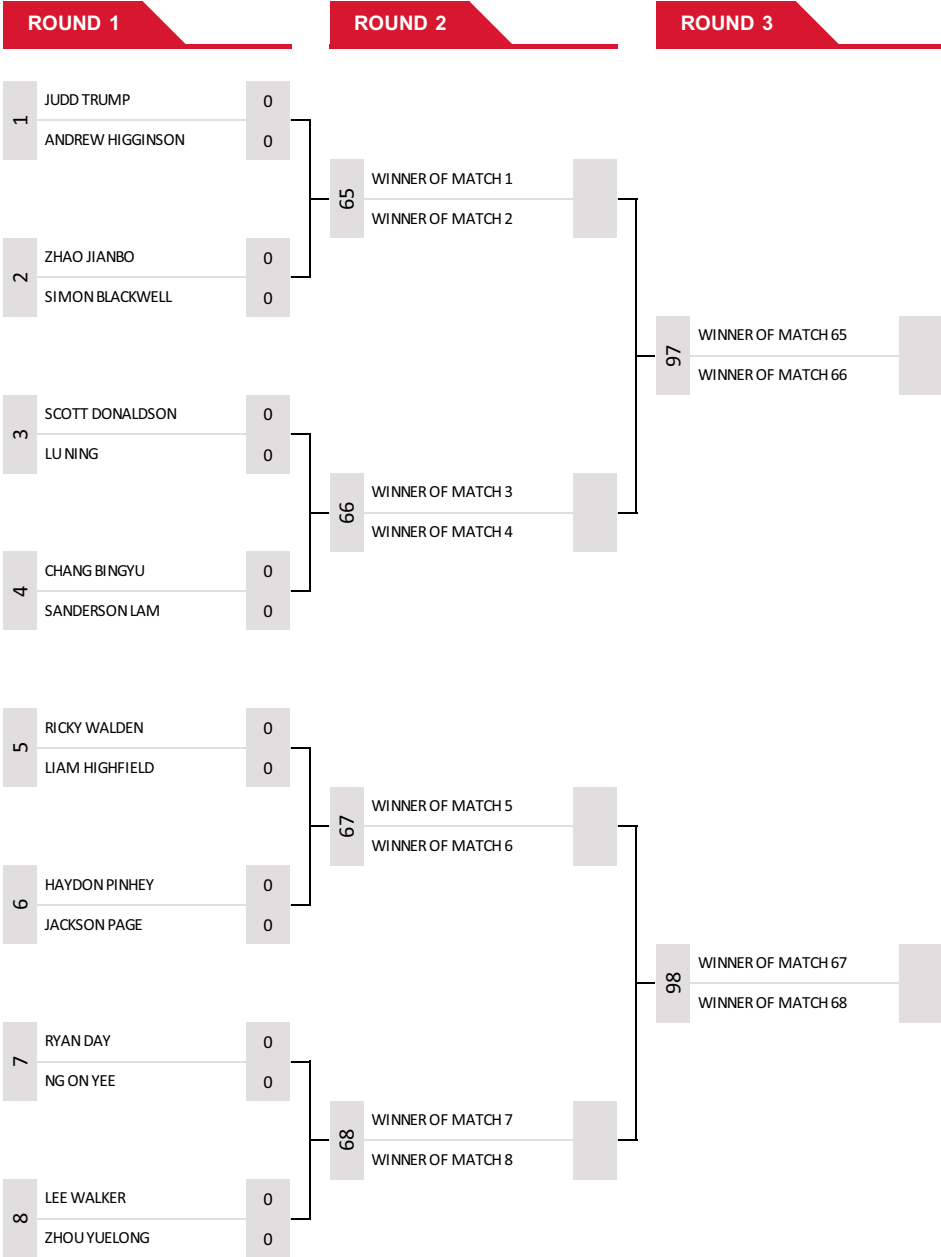 ROUND 1
ROUND 2
ROUND 3
1
JUDD TRUMP 0
ANDREW HIGGINSON 0
65
WINNER OF MATCH 1
WINNER OF MATCH 2
2
ZHAO JIANBO 0
SIMON BLACKWELL 0
97
WINNER OF MATCH 65
WINNER OF MATCH 66
3
SCOTT DONALDSON 0
LU NING 0
66
WINNER OF MATCH 3
WINNER OF MATCH 4
4
CHANG BINGYU 0
SANDERSON LAM 0
5
RICKY WALDEN 0
LIAM HIGHFIELD 0
67
WINNER OF MATCH 5
WINNER OF MATCH 6
6
HAYDON PINHEY 0
JACKSON PAGE 0
98
WINNER OF MATCH 67
WINNER OF MATCH 68
7
RYAN DAY 0
NG ON YEE 0
68
WINNER OF MATCH 7
WINNER OF MATCH 8
8
LEE WALKER 0
ZHOU YUELONG 0